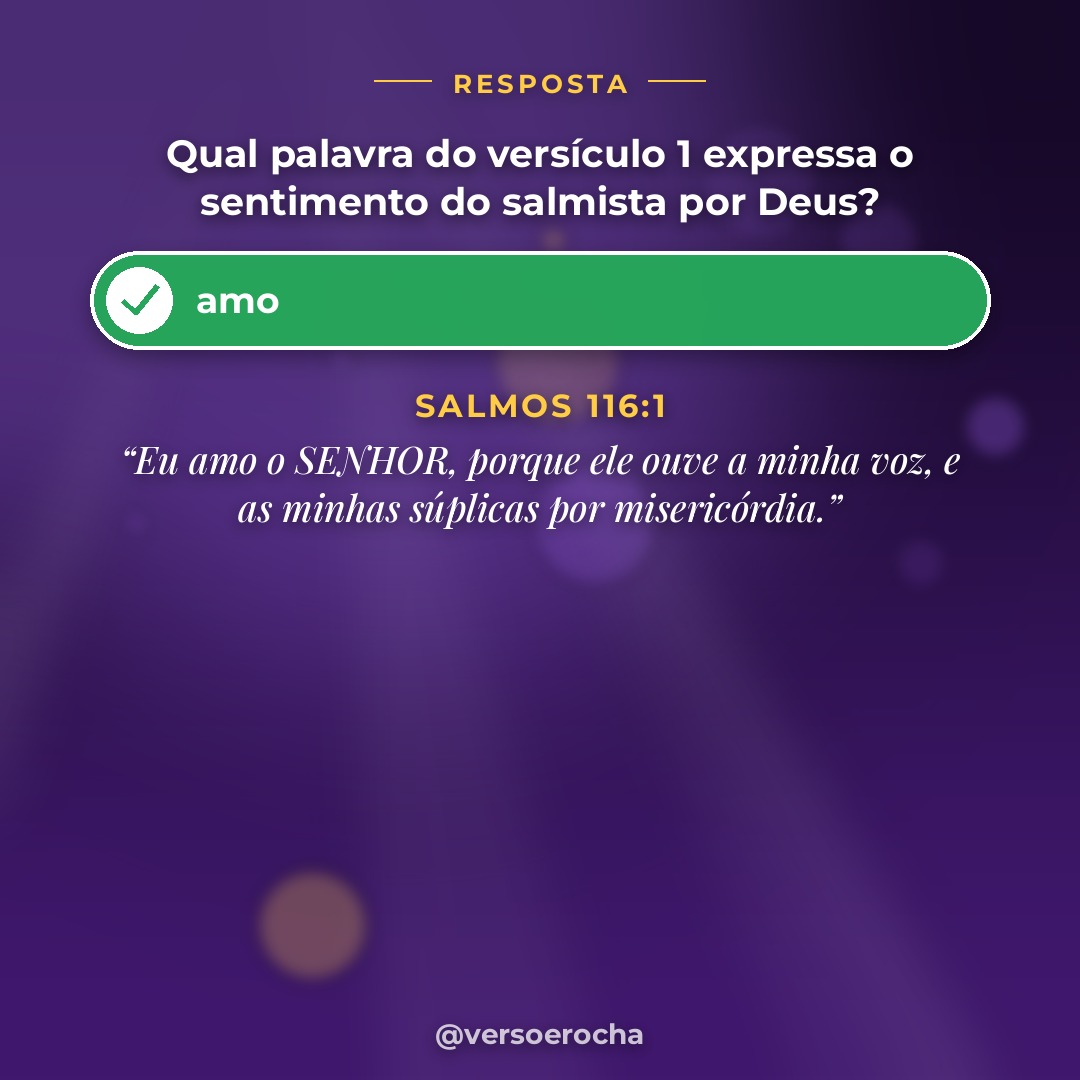 RESPOSTA
Qual palavra do versículo 1 expressa o
sentimento do salmista por Deus?
amo
SALMOS 116:1
“Eu amo o SENHOR, porque ele ouve a minha voz, e
as minhas súplicas por misericórdia.”
@versoerocha